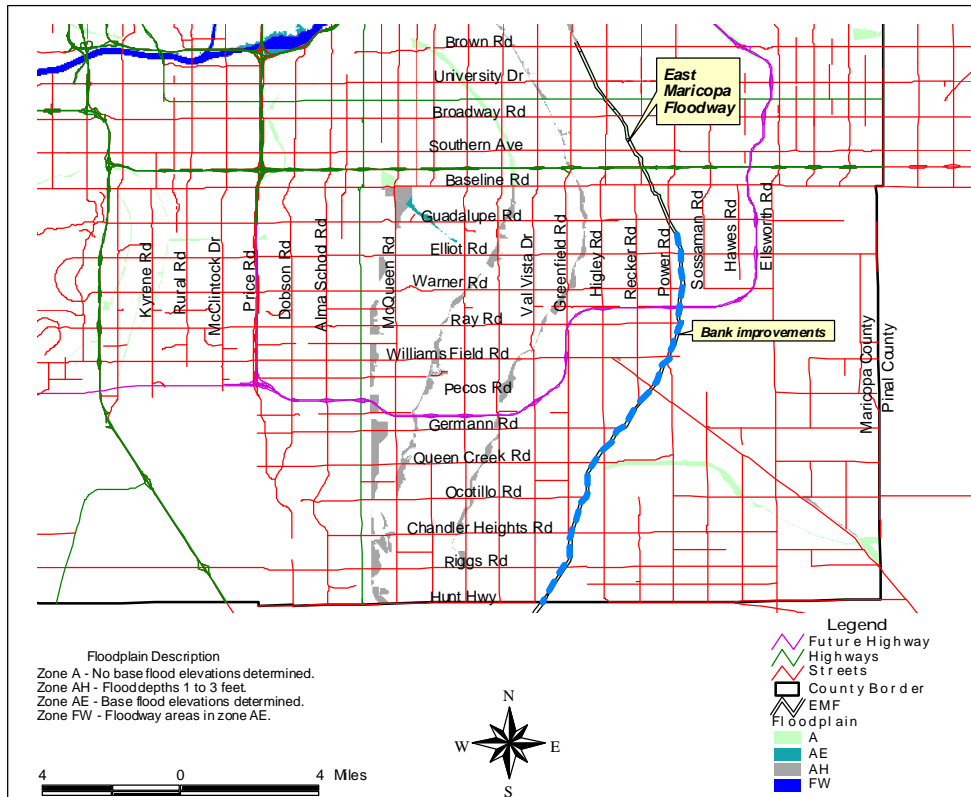 Brown Rd
University Dr
Broadway Rd
Southern Ave
Baseline Rd
Guadalupe Rd
Elliot Rd
Warner Rd
Ray Rd
Williams Field Rd
Pecos Rd
Germann Rd
Queen Creek Rd
Ocotillo Rd
Chandler Heights Rd
Riggs Rd
Hunt Hwy
East
Maricopa
Floodway
Kyrene Rd
Rural Rd
McClintock Dr
Price Rd
Dobson Rd
Alma School Rd
McQueen Rd
Val Vista Dr
Greenfield Rd
Higley Rd
Recker Rd
Power Rd
Sossaman Rd
Hawes Rd
Ellsworth Rd
Bank improvements
Maricopa County
Pinal County
Floodplain Description
Zone A - No base flood elevations determined.
Zone AH - Flood depths 1 to 3 feet.
Zone AE - Base flood elevations determined.
Zone FW - Floodway areas in zone AE.
4 0 4 Miles
N
W E
S
Legend
Future Highway
Highways
Streets
County Border
EMF
Floodplain
A
AE
AH
FW